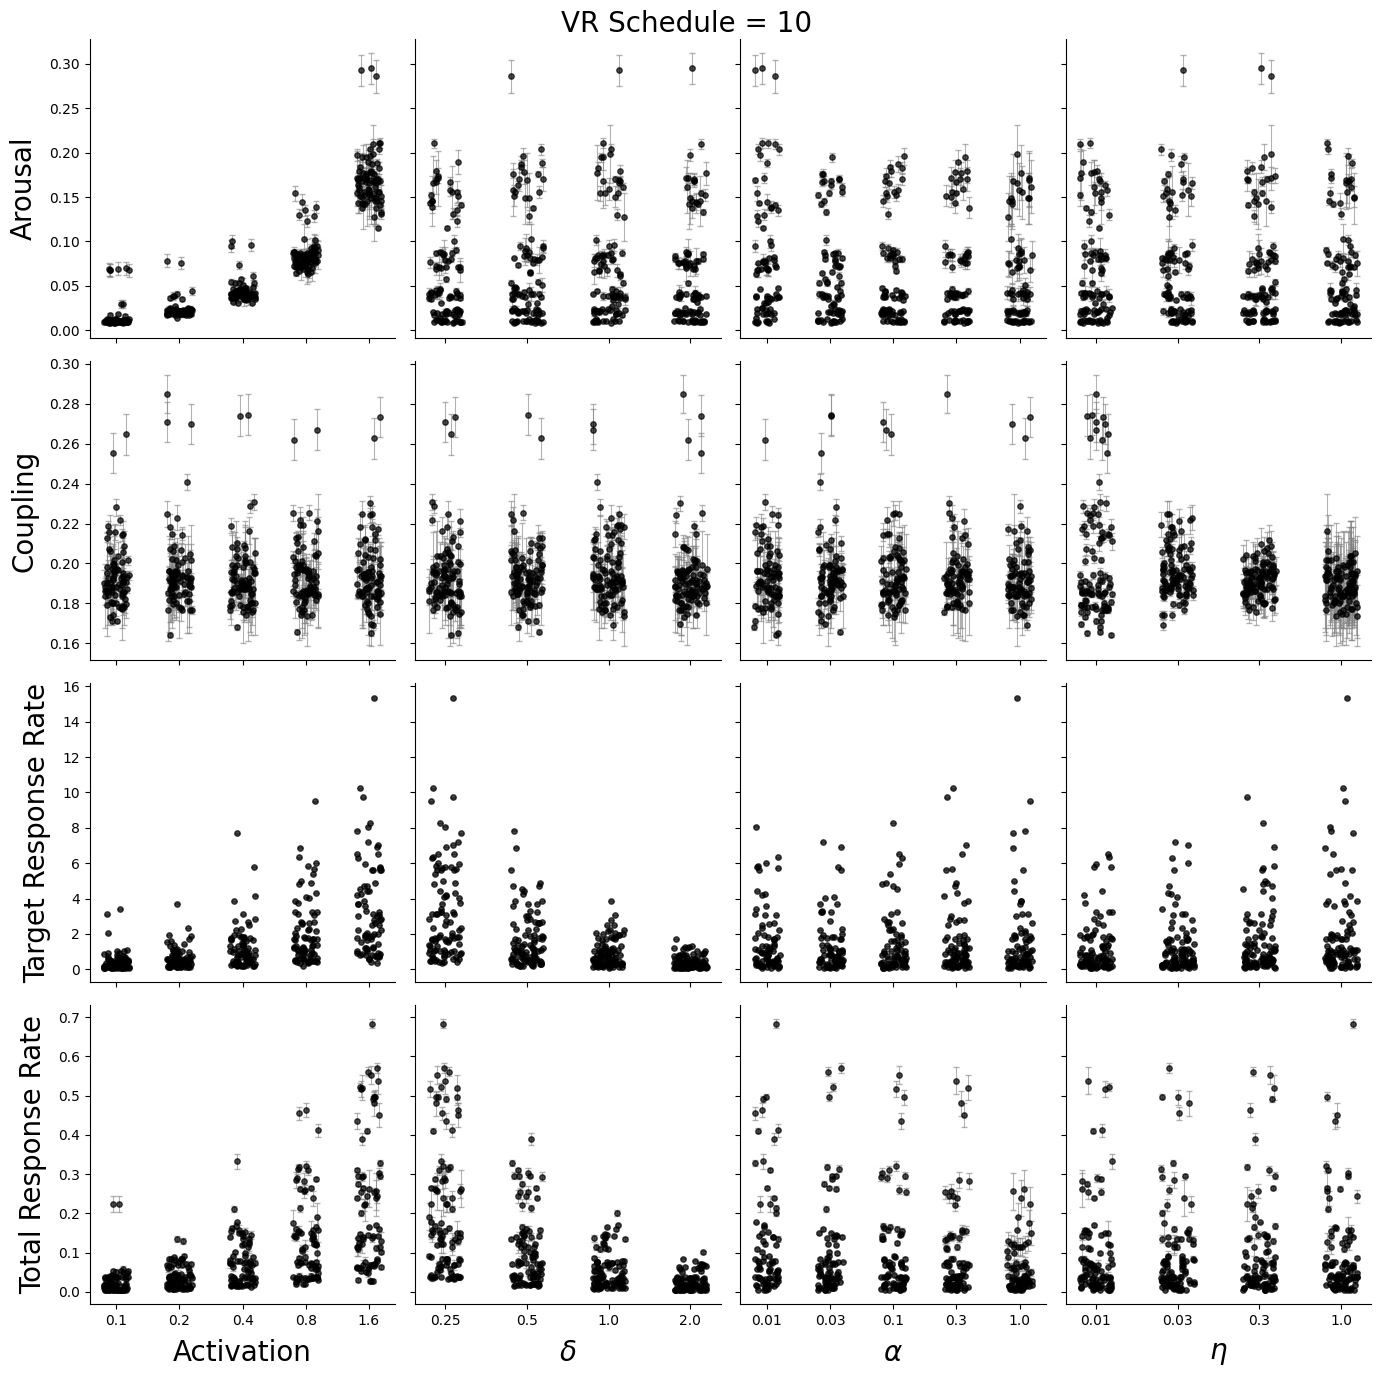 VR Schedule = 10
Arousal
0.30
0.25
0.20
0.15
0.10
0.05
0.00
Coupling
0.30
0.28
0.26
0.24
0.22
0.20
0.18
0.16
Target Response Rate
16
14
12
10
8
6
4
2
0
Total Response Rate
0.7
0.6
0.5
0.4
0.3
0.2
0.1
0.0
0.1 0.2 0.4 0.8 1.6
0.25 0.5 1.0 2.0
0.01 0.03 0.1 0.3 1.0
0.01 0.03 0.3 1.0
Activation
δ
α
η